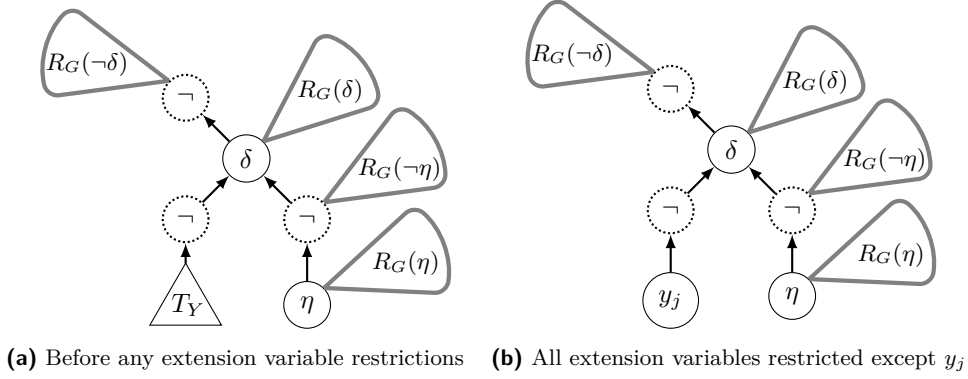 R_G(¬δ)
¬
R_G(δ)
δ
R_G(¬η)
¬
¬
R_G(η)
T_Y
η
(a) Before any extension variable restrictions
R_G(¬δ)
¬
R_G(δ)
δ
R_G(¬η)
¬
¬
R_G(η)
y_j
η
(b) All extension variables restricted except y_j